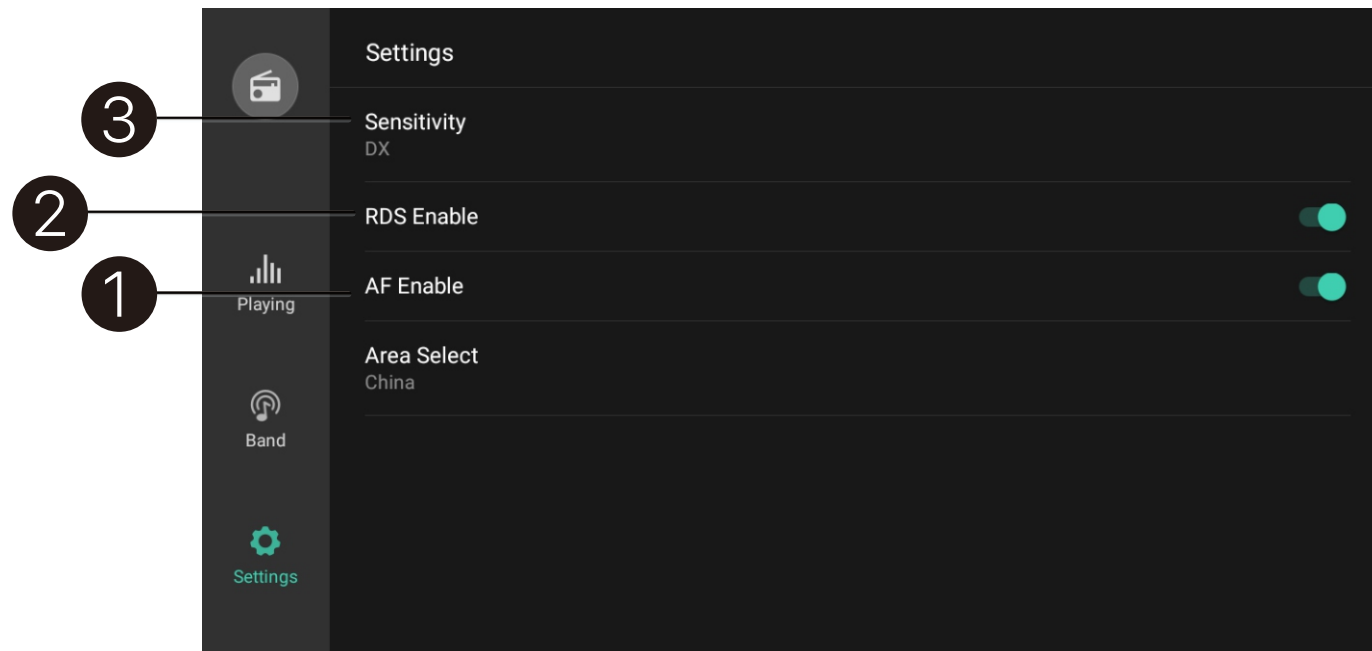 Settings
3
Sensitivity
DX
2
RDS Enable
1
AF Enable
Playing
Area Select
China
Band
Settings